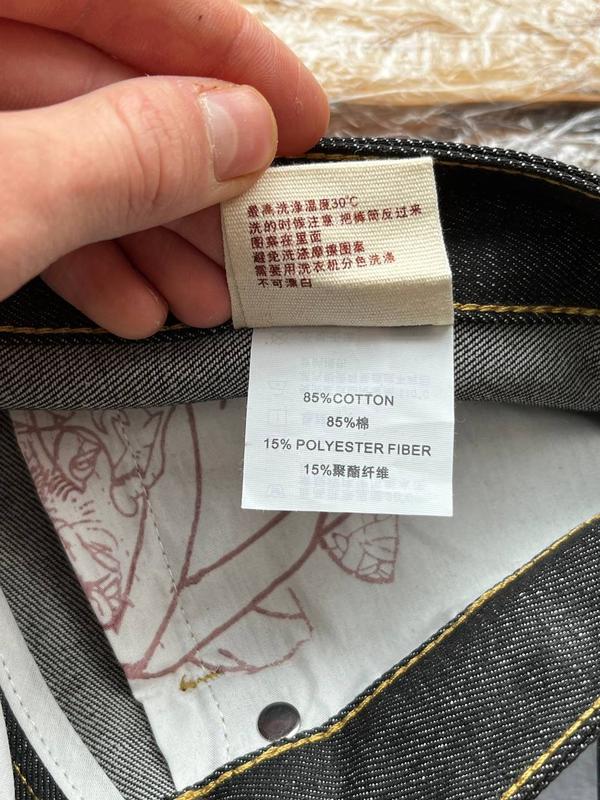 最高洗涤温度30℃
洗的时候注意 把裤筒反过来
图案在里面
避免洗涤摩擦图案
需要用洗衣机分色洗涤
不可漂白
85%COTTON
85%棉
15% POLYESTER FIBER
15%聚酯纤维